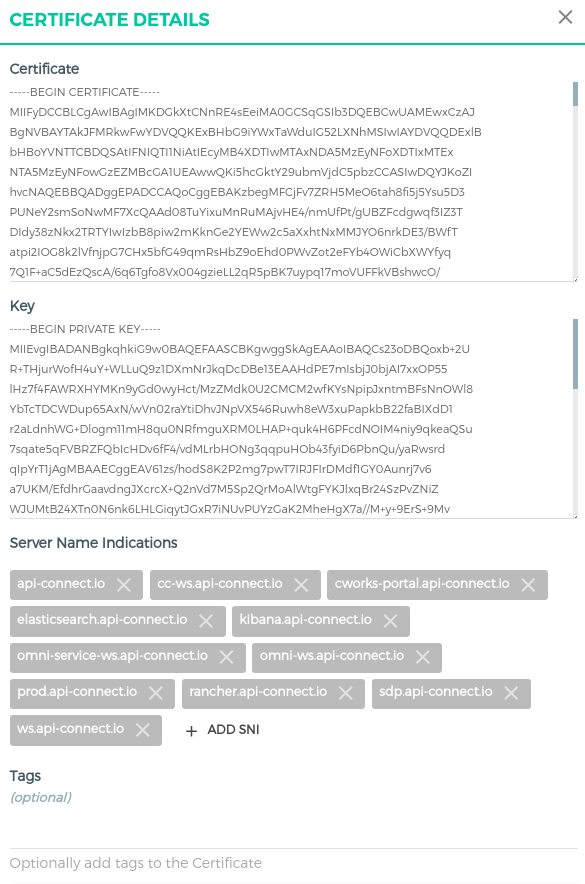 CERTIFICATE DETAILS
Certificate
-----BEGIN CERTIFICATE-----
MIIFyDCCBLCgAwIBAgIMKDGkXtCNnRE4sEeiMA0GCSqGSIb3DQEBCwUAMEwxCzAJ
BgNVBAYTAkJFMRkwFwYDVQQKExBHbG9iYWxTaWduIG52LXNhMSIwIAYDVQQDExlB
bHBoYVNTTCBDQSAtIFNIQTI1NiAtIEcyMB4XDTIwMTAxNDA5MzEyNFoXDTIxMTEx
NTA5MzEyNFowGzEZMBcGA1UEAwwQKi5hcGktY29ubmVjdC5pbzCCASIwDQYJKoZI
hvcNAQEBBQADggEPADCCAQoCggEBAKzbegMFCjFv7ZRH5MeO6tah8fi5j5Ysu5D3
PUNeY2smSoNwMF7XcQAAd08TuYixuMnRuMAjvHE4/nmUfPt/gUBZFcdgwqf3IZ3T
DIdy38zNkx2TRTYIwIzbB8piw2mKknGe2YEWw2c5aXxhtNxMMJYO6nrkDE3/BWfT
atpi2IOG8k2lVfnjpG7CHx5bfG49qmRsHbZ9oEhd0PWvZot2eFYb4OWiCbXWYfyq
7Q1F+aC5dEzQscA/6q6Tgfo8Vx004gzieLL2qR5pBK7uypq17moVUFFkVBshwcO/
Key
-----BEGIN PRIVATE KEY-----
MIIEvgIBADANBgkqhkiG9w0BAQEFAASCBKgwggSkAgEAAoIBAQCs23oDBQoxb+2U
R+THjurWofH4uY+WLLuQ9z1DXmNrJkqDcDBe13EAAHdPE7mIsbjJ0bjAI7xxOP55
lHz7f4FAWRXHYMKn9yGd0wyHct/MzZMdk0U2CMCM2wfKYsNpipJxntmBFsNnOWl8
YbTcTDCWDup65AxN/wVn02raYtiDhvJNpVX546Ruwh8eW3xuPapkbB22faBIXdD1
r2aLdnhWG+Dlogm11mH8qu0NRfmguXRM0LHAP+quk4H6PFcdNOIM4niy9qkeaQSu
7sqate5qFVBRZFQbIcHDv6fF4/vdMLrbHONg3qqpuHOb43fyiD6PbnQu/yaRwsrd
qIpYrT1jAgMBAAECggEAV61zs/hodS8K2P2mg7pwT7IRJFIrDMdf1GY0Aunrj7v6
a7UKM/EfdhrGaavdngJXcrcX+Q2nVd7M5Sp2QrMoAlWtgFYKJlxqBr24SzPvZNiZ
WJUMtB24XTn0N6nk6LHLGiqytJGxR7iNUvPUYzGaK2MheHgX7a//M+y+9ErS+9Mv
Server Name Indications
api-connect.io cc-ws.api-connect.io cworks-portal.api-connect.io
elasticsearch.api-connect.io kibana.api-connect.io
omni-service-ws.api-connect.io omni-ws.api-connect.io
prod.api-connect.io rancher.api-connect.io sdp.api-connect.io
ws.api-connect.io + ADD SNI
Tags
(optional)
Optionally add tags to the Certificate